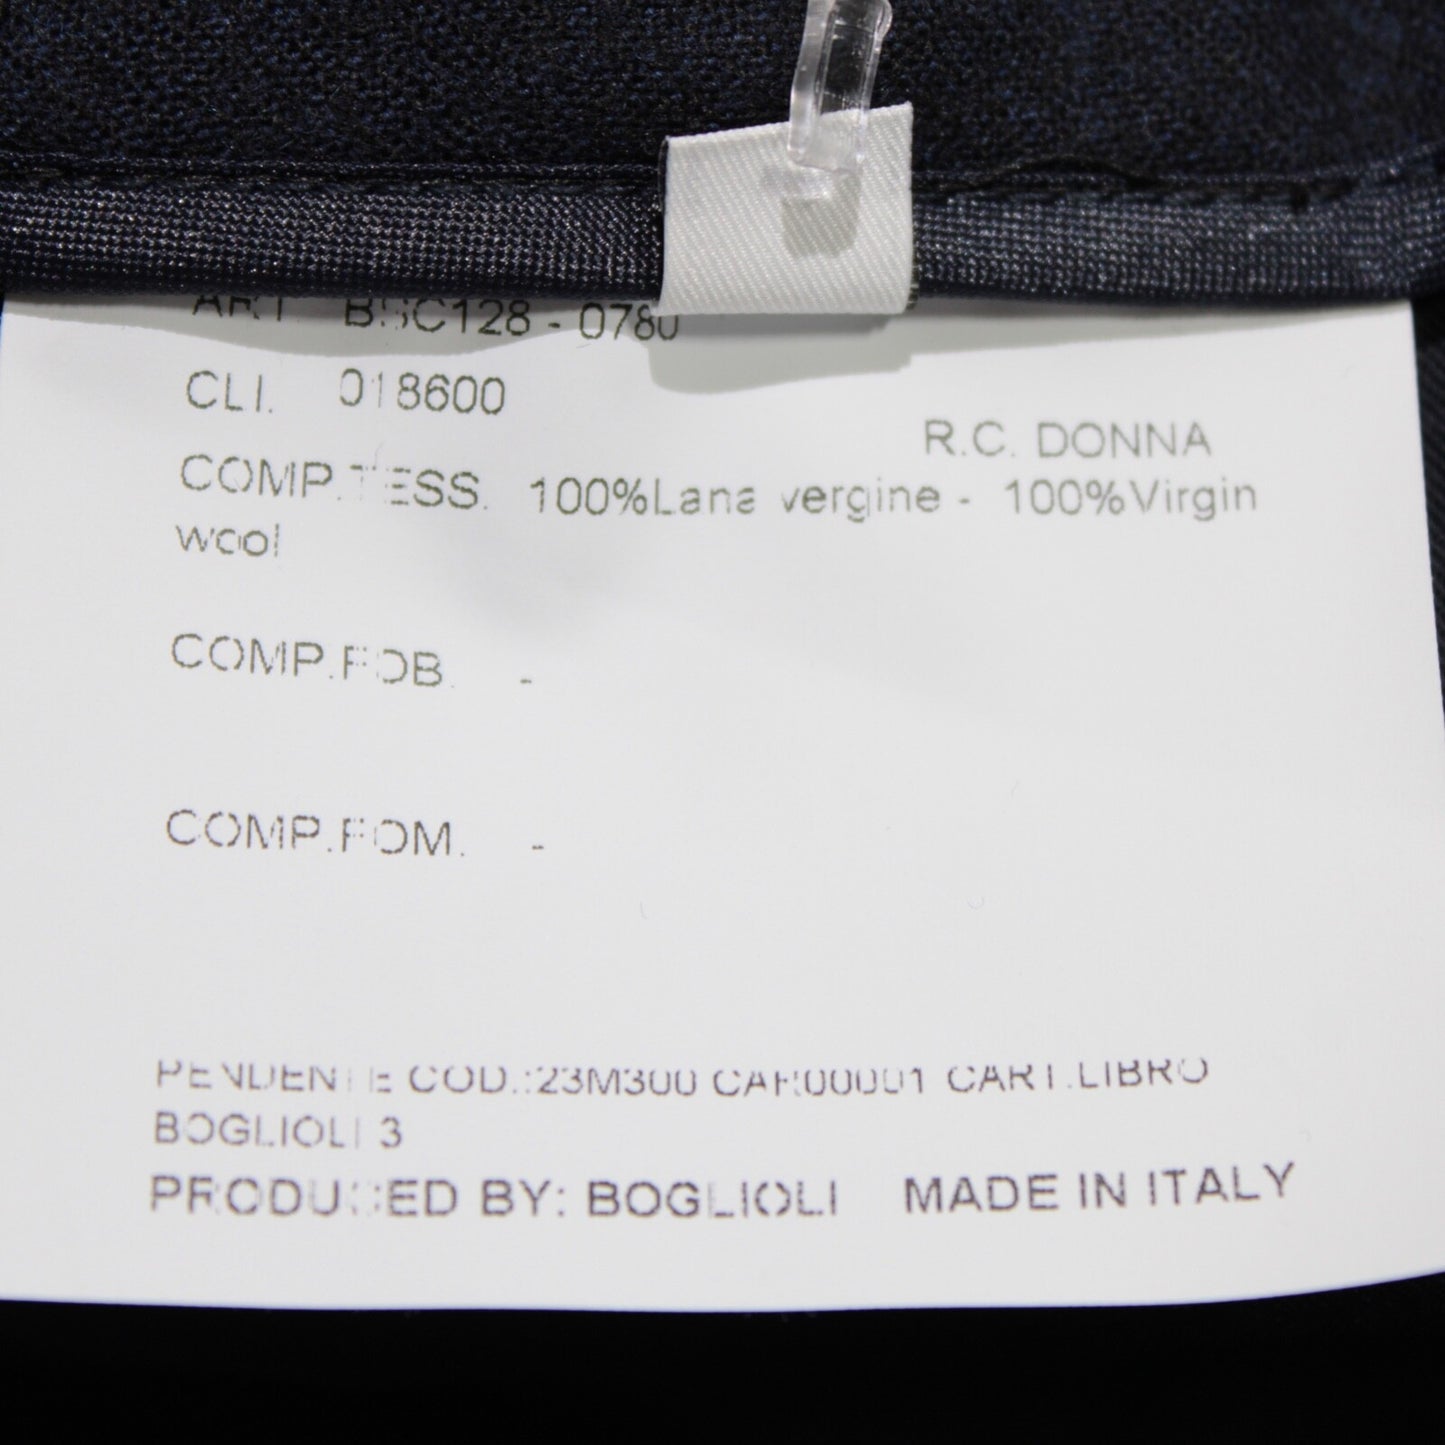 ART BSC128 - 0780
CLI. 018600
R.C. DONNA
COMP.TESS. 100%Lana vergine - 100%Virgin
wool
COMP.FOB. -
COMP.FOM. -
PENDENTE COD.:23M300 CAR00001 CART.LIBRO
BOGLIOLI 3
PRODUCED BY: BOGLIOLI MADE IN ITALY